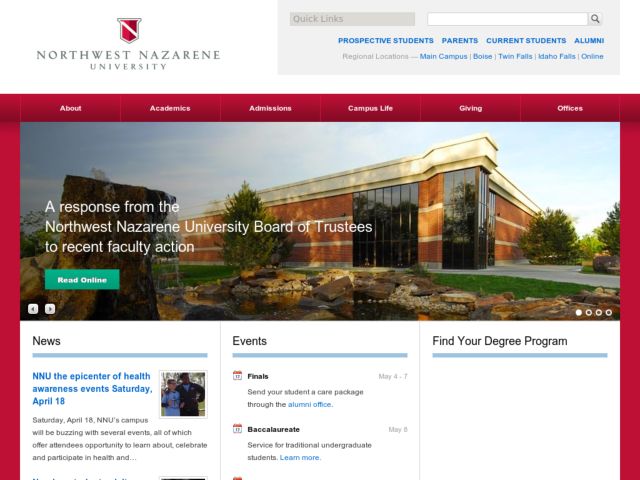 NORTHWEST NAZARENE
UNIVERSITY
Quick Links
PROSPECTIVE STUDENTS PARENTS CURRENT STUDENTS ALUMNI
Regional Locations — Main Campus | Boise | Twin Falls | Idaho Falls | Online
About Academics Admissions Campus Life Giving Offices
A response from the
Northwest Nazarene University Board of Trustees
to recent faculty action
Read Online
News
NNU the epicenter of health
awareness events Saturday,
April 18
Saturday, April 18, NNU's campus
will be buzzing with several events, all of which
offer attendees opportunity to learn about, celebrate
and participate in health and…
Events
Finals May 4 - 7
Send your student a care package
through the alumni office.
Baccalaureate May 8
Service for traditional undergraduate
students. Learn more.
Find Your Degree Program